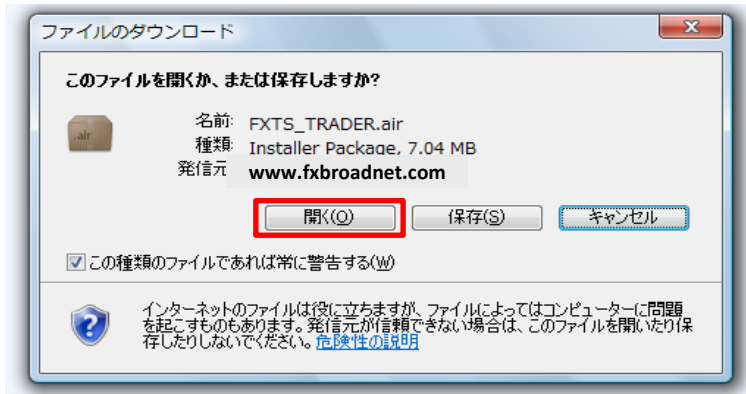 ファイルのダウンロード
このファイルを開くか、または保存しますか?
.air
名前: FXTS_TRADER.air
種類: Installer Package, 7.04 MB
発信元 www.fxbroadnet.com
開く(O) 保存(S) キャンセル
この種類のファイルであれば常に警告する(W)
インターネットのファイルは役に立ちますが、ファイルによってはコンピューターに問題
を起こすものもあります。発信元が信頼できない場合は、このファイルを開いたり保
存したりしないでください。危険性の説明